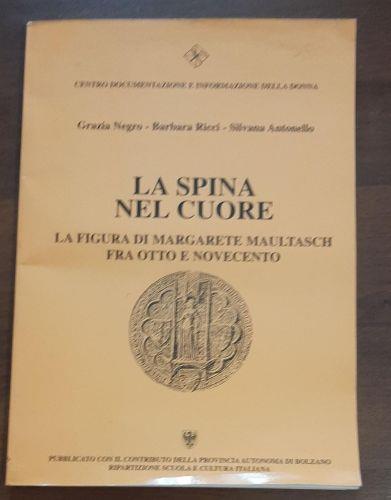 CENTRO DOCUMENTAZIONE E INFORMAZIONE DELLA DONNA
Grazia Negro - Barbara Ricci - Silvana Antonello
LA SPINA
NEL CUORE
LA FIGURA DI MARGARETE MAULTASCH
FRA OTTO E NOVECENTO
PUBBLICATO CON IL CONTRIBUTO DELLA PROVINCIA AUTONOMA DI BOLZANO
RIPARTIZIONE SCUOLA E CULTURA ITALIANA